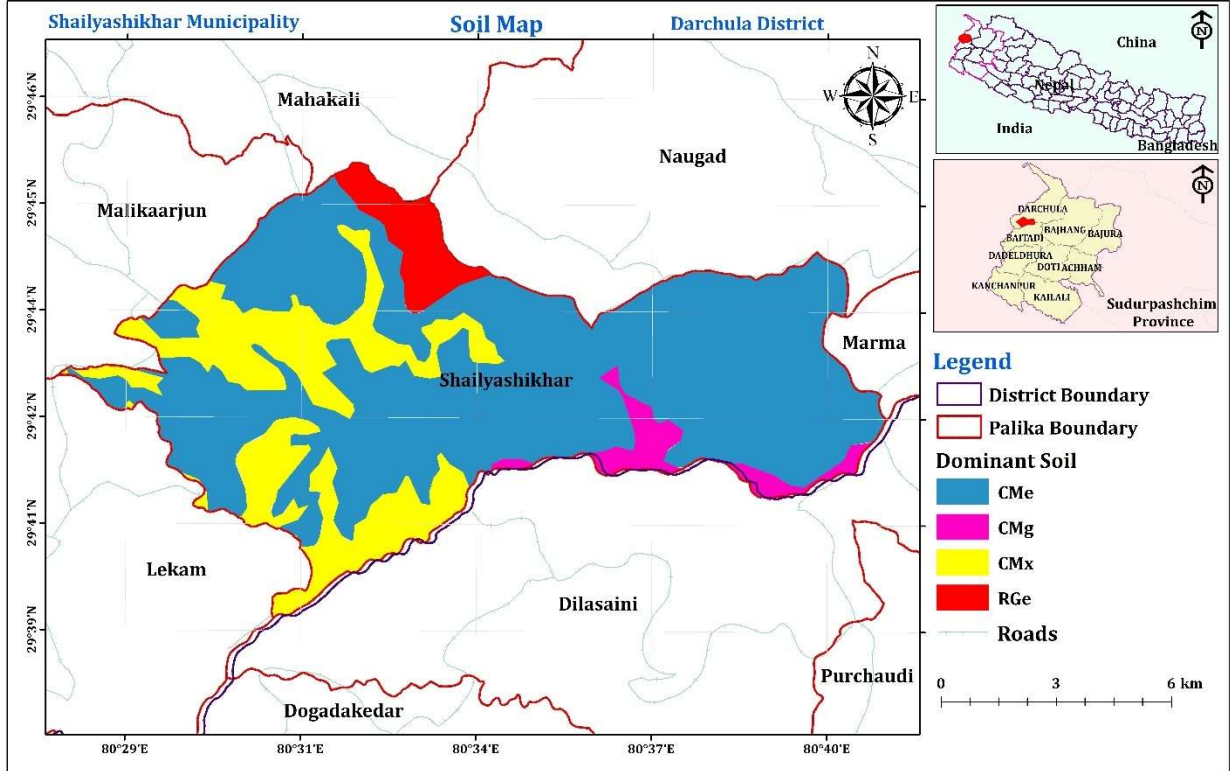 Shailyashikhar Municipality Soil Map Darchula District
N
W E
S
Mahakali
Naugad
Malikaarjun
Marma
Shailyashikhar
Lekam
Dilasaini
Purchaudi
Dogadakedar
29°46'N
29°45'N
29°44'N
29°42'N
29°41'N
29°39'N
80°29'E 80°31'E 80°34'E 80°37'E 80°40'E
N
China
Nepal
India
Bangladesh
N
DARCHULA
BAJHANG
BAJURA
BAITADI
DADELDHURA
DOTI
ACHHAM
KANCHANPUR
KAILALI
Sudurpashchim
Province
Legend
District Boundary
Palika Boundary
Dominant Soil
CMe
CMg
CMx
RGe
Roads
0 3 6 km